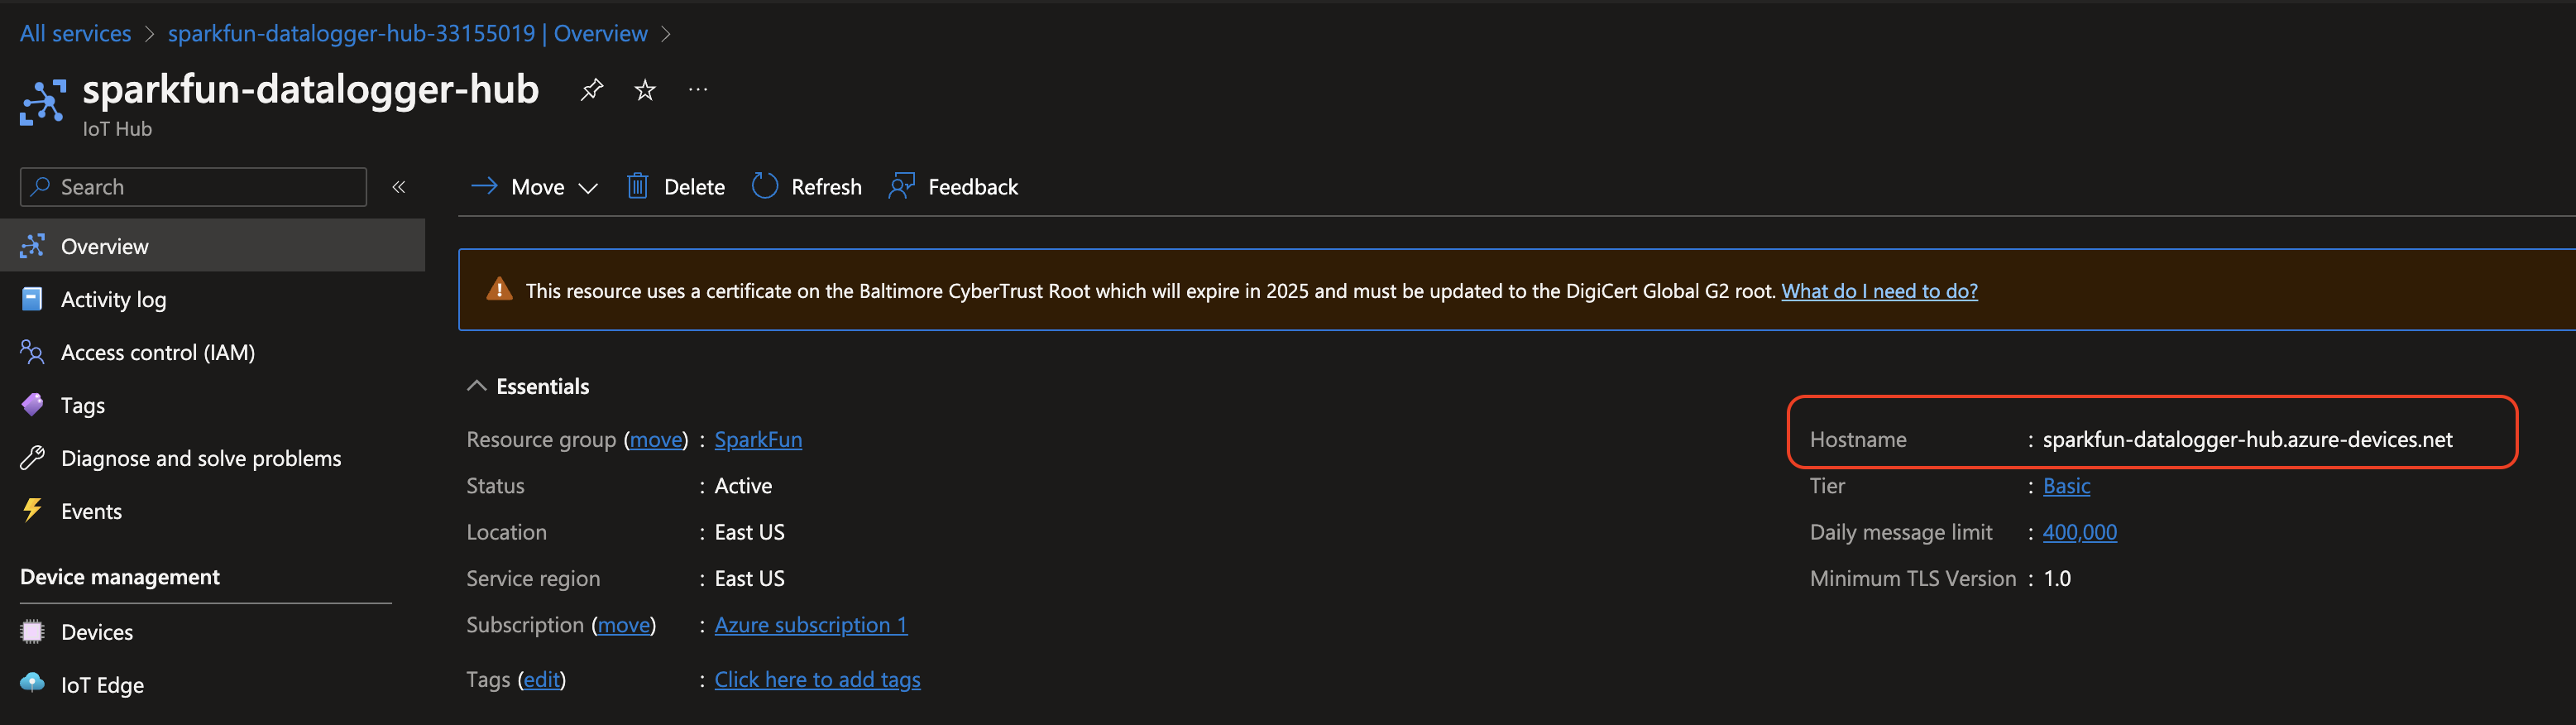 All services > sparkfun-datalogger-hub-33155019 | Overview >
sparkfun-datalogger-hub ...
IoT Hub
Search «
Move Delete Refresh Feedback
Overview
Activity log
Access control (IAM)
Tags
Diagnose and solve problems
Events
Device management
Devices
IoT Edge
This resource uses a certificate on the Baltimore CyberTrust Root which will expire in 2025 and must be updated to the DigiCert Global G2 root. What do I need to do?
Essentials
Resource group (move) : SparkFun
Status : Active
Location : East US
Service region : East US
Subscription (move) : Azure subscription 1
Tags (edit) : Click here to add tags
Hostname : sparkfun-datalogger-hub.azure-devices.net
Tier : Basic
Daily message limit : 400,000
Minimum TLS Version : 1.0